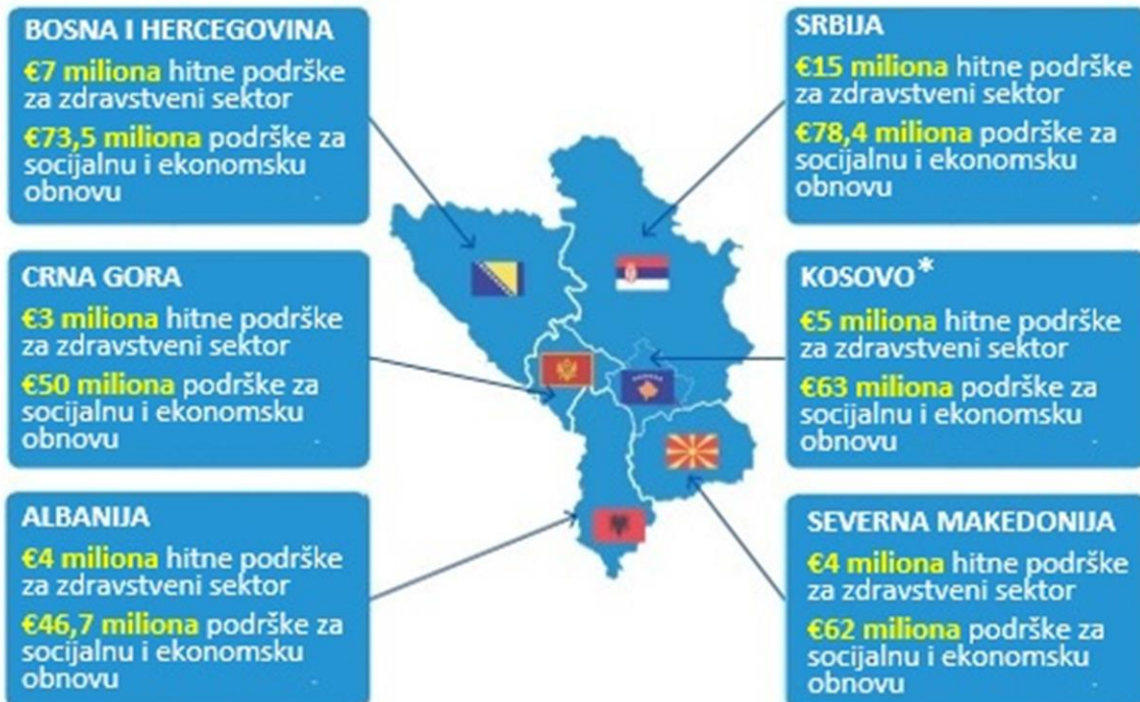 BOSNA I HERCEGOVINA
€7 miliona hitne podrške
za zdravstveni sektor
€73,5 miliona podrške za
socijalnu i ekonomsku
obnovu
CRNA GORA
€3 miliona hitne podrške
za zdravstveni sektor
€50 miliona podrške za
socijalnu i ekonomsku
obnovu
ALBANIJA
€4 miliona hitne podrške
za zdravstveni sektor
€46,7 miliona podrške za
socijalnu i ekonomsku
obnovu
SRBIJA
€15 miliona hitne podrške
za zdravstveni sektor
€78,4 miliona podrške za
socijalnu i ekonomsku
obnovu
KOSOVO*
€5 miliona hitne podrške
za zdravstveni sektor
€63 miliona podrške za
socijalnu i ekonomsku
obnovu
SEVERNA MAKEDONIJA
€4 miliona hitne podrške
za zdravstveni sektor
€62 miliona podrške za
socijalnu i ekonomsku
obnovu